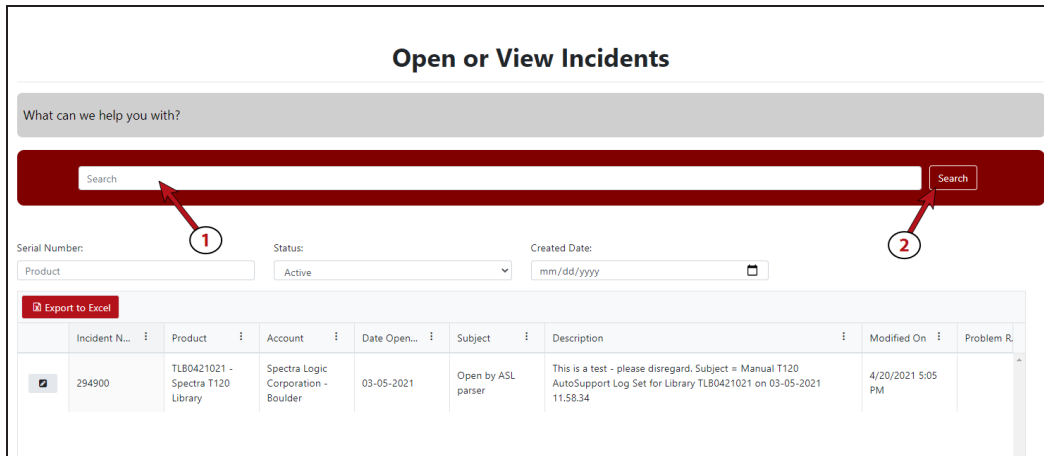 Open or View Incidents
What can we help you with?
Search
Search
1
2
Serial Number:
Status:
Created Date:
Product
Active
mm/dd/yyyy
Export to Excel
Incident N...
Product
Account
Date Open...
Subject
Description
Modified On
Problem R.
294900
TLB0421021 -
Spectra T120
Library
Spectra Logic
Corporation -
Boulder
03-05-2021
Open by ASL
parser
This is a test - please disregard. Subject = Manual T120
AutoSupport Log Set for Library TLB0421021 on 03-05-2021
11.58.34
4/20/2021 5:05
PM